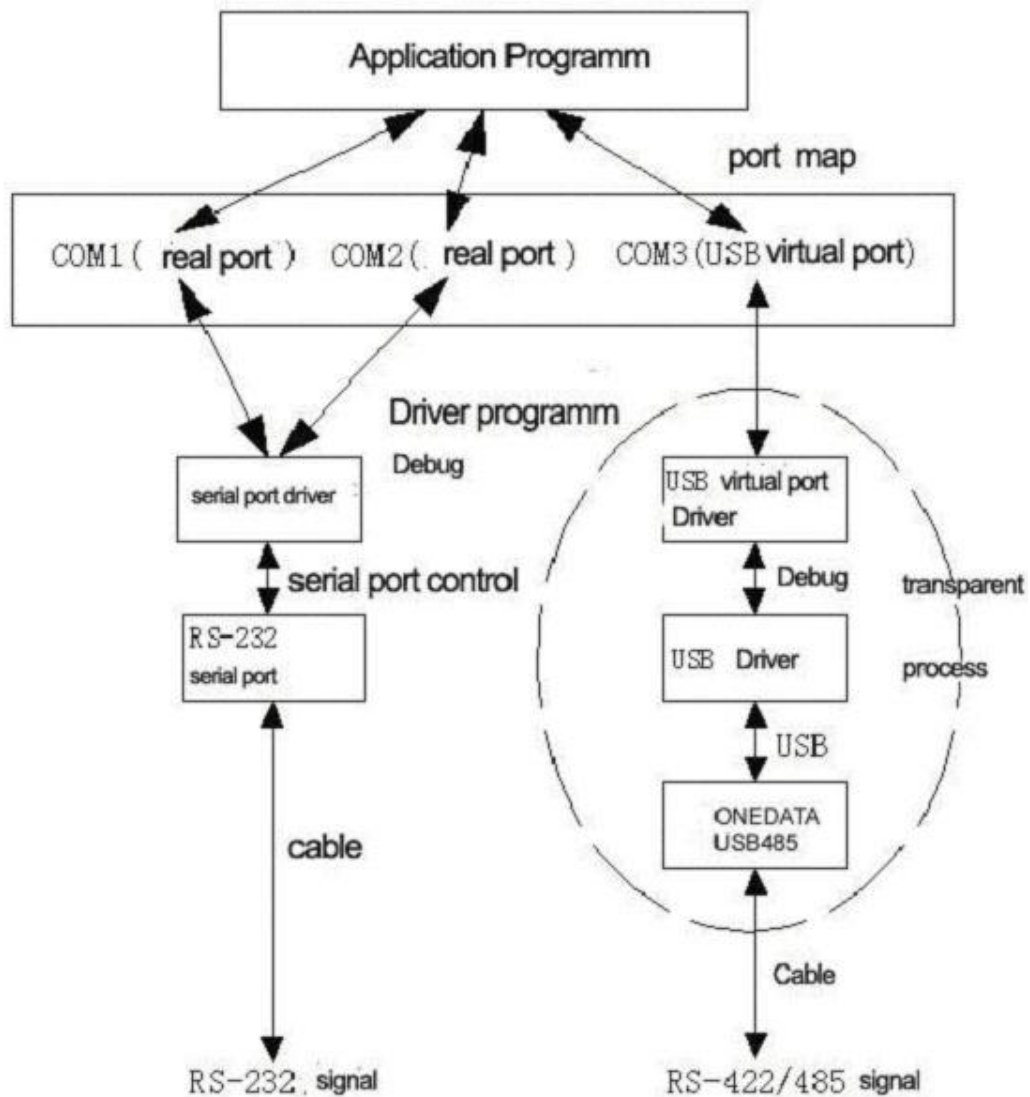 Application Programm
port map
COM1( real port ) COM2( real port ) COM3(USB virtual port)
Driver programm
Debug
serial port driver
USB virtual port
Driver
serial port control
Debug
transparent
RS-232
serial port
USB Driver
process
USB
ONEDATA
USB485
cable
Cable
RS-232 signal
RS-422/485 signal